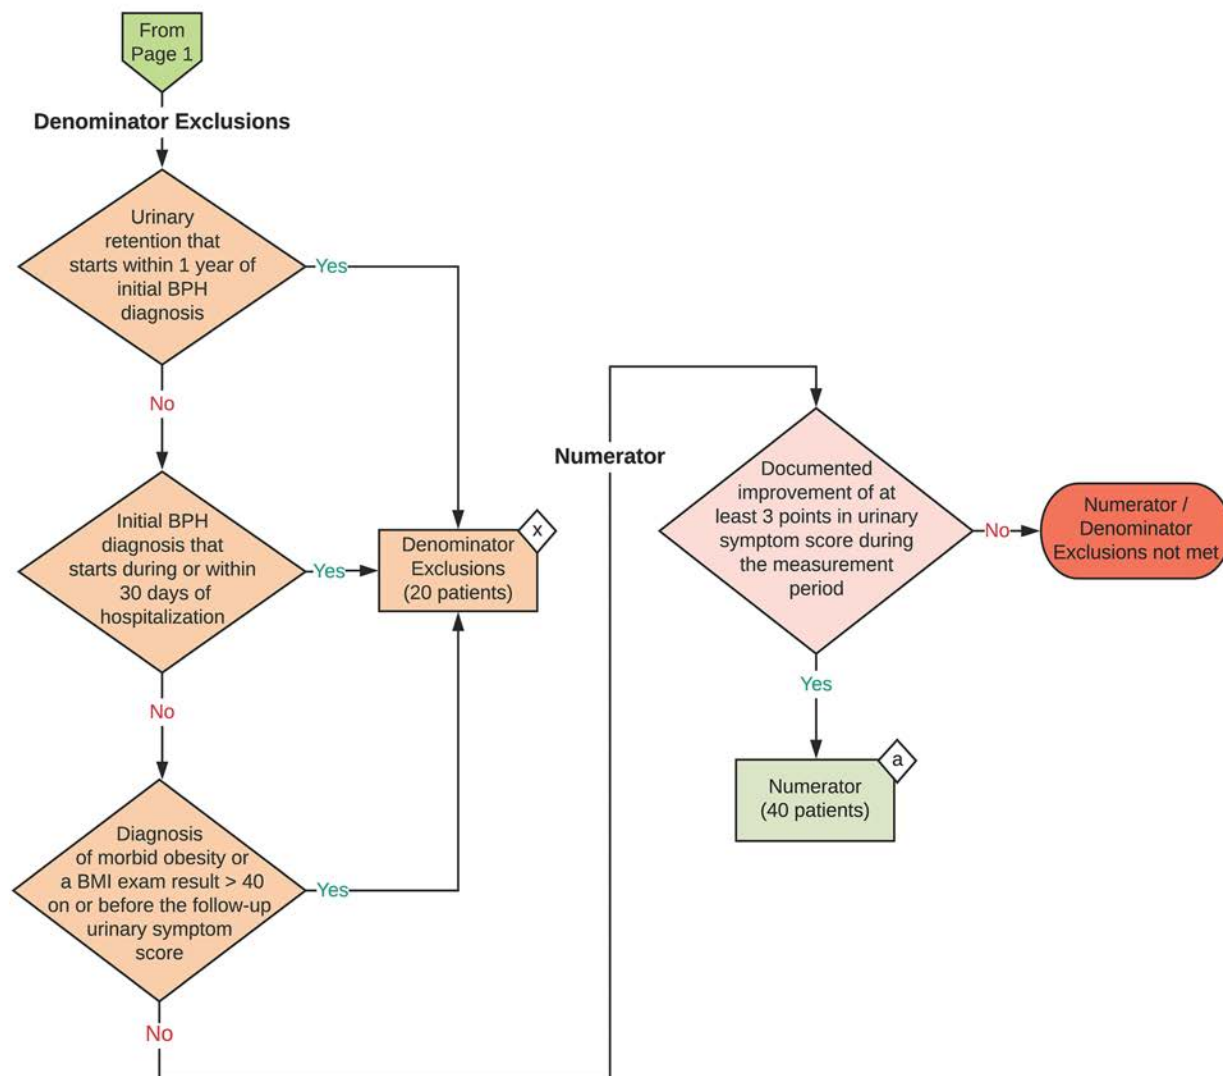 From
Page 1
Denominator Exclusions
Urinary
retention that
starts within 1 year of
initial BPH
diagnosis
Yes
No
Initial BPH
diagnosis that
starts during or within
30 days of
hospitalization
Yes
x
Denominator
Exclusions
(20 patients)
No
Diagnosis
of morbid obesity or
a BMI exam result > 40
on or before the follow-up
urinary symptom
score
Yes
No
Numerator
Documented
improvement of at
least 3 points in urinary
symptom score during
the measurement
period
No
Numerator /
Denominator
Exclusions not met
Yes
a
Numerator
(40 patients)